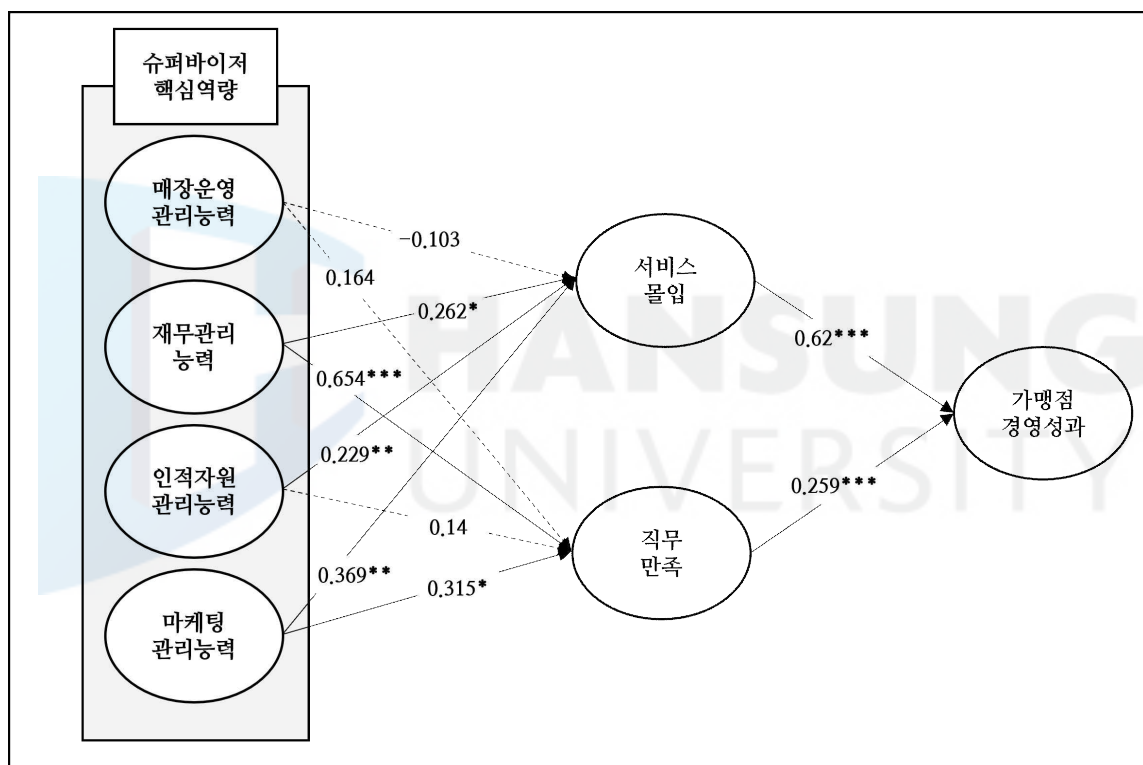 슈퍼바이저
핵심역량
매장운영
관리능력
재무관리
능력
인적자원
관리능력
마케팅
관리능력
-0.103
0.164
0.262*
0.654***
0.229**
0.14
0.369**
0.315*
서비스
몰입
직무
만족
0.62***
0.259***
가맹점
경영성과
HANSUNG
UNIVERSITY